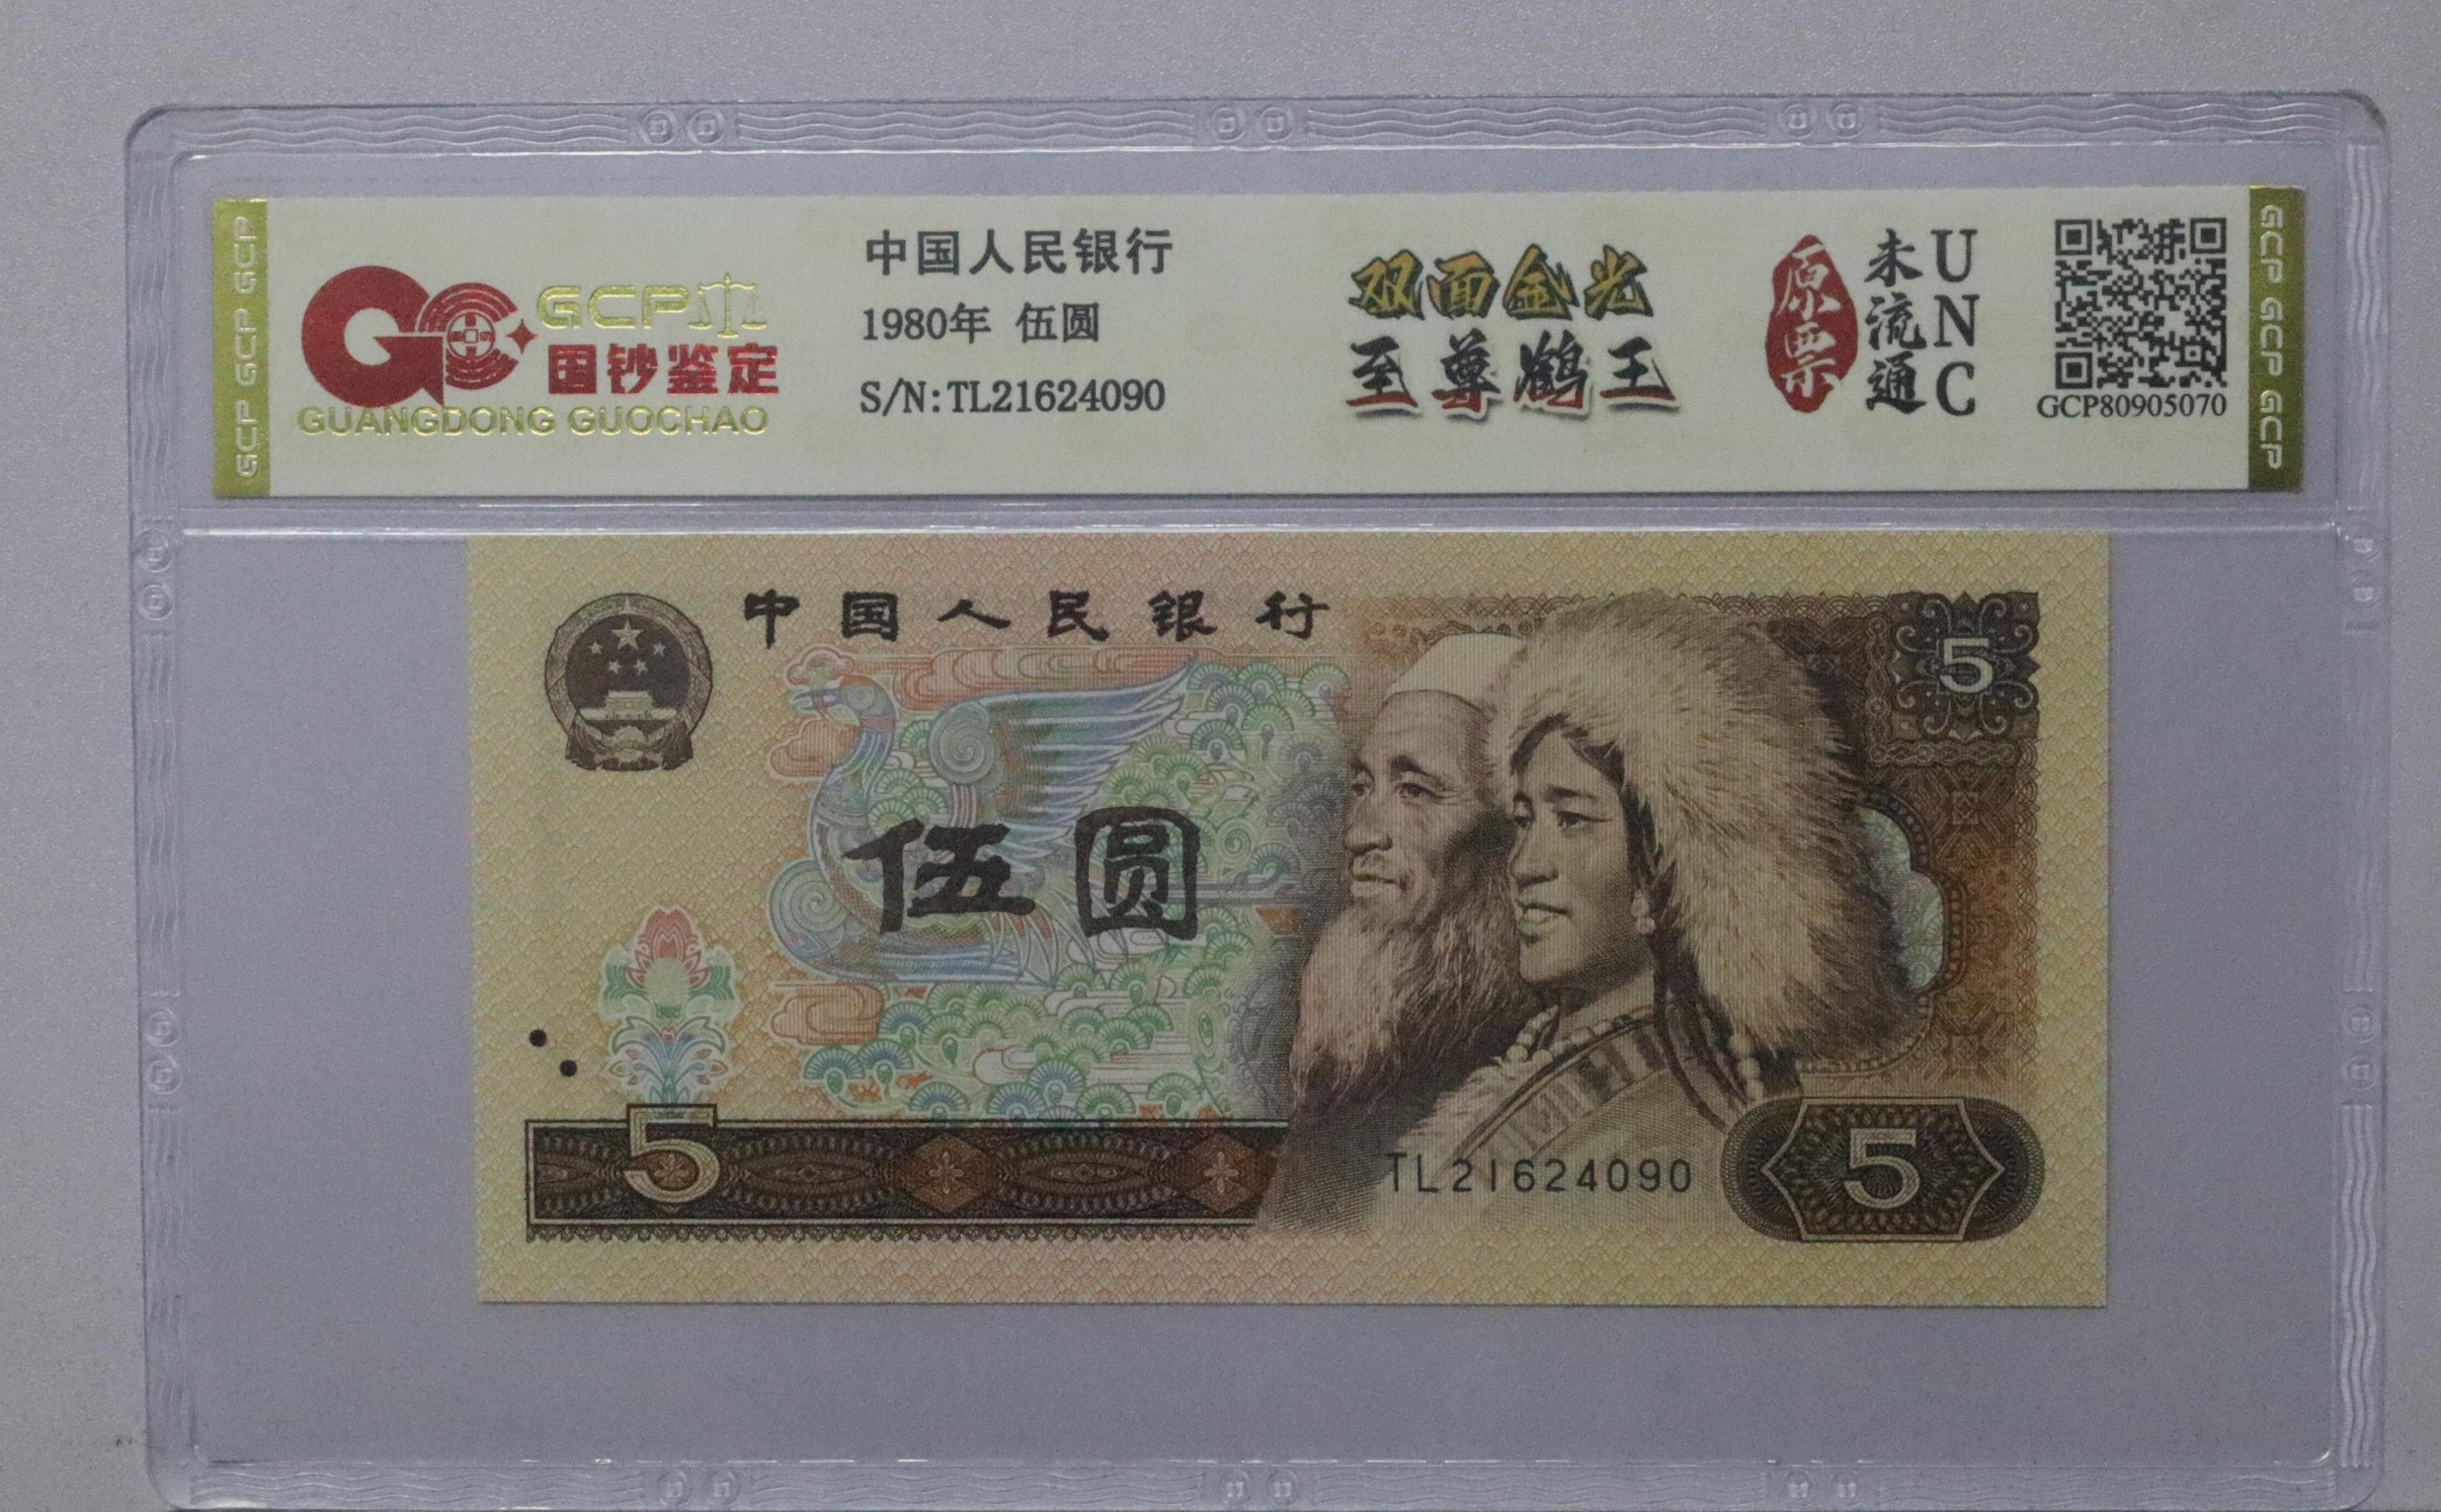 GCP GCP GCP
GCP
国钞鉴定
GUANGDONG GUOCHAO
中国人民银行
1980年 伍圆
S/N:TL21624090
双面金光
至尊鹤王
原票
未流通
UNC
GCP80905070
GCP GCP GCP
中国人民银行
5
伍圆
5
TL21624090
5